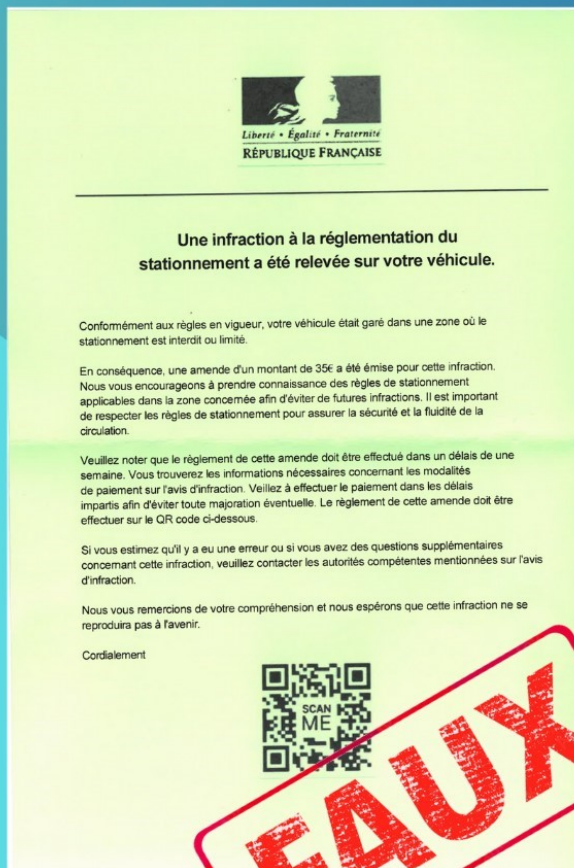 Liberté • Égalité • Fraternité
RÉPUBLIQUE FRANÇAISE
Une infraction à la réglementation du
stationnement a été relevée sur votre véhicule.
Conformément aux règles en vigueur, votre véhicule était garé dans une zone où le
stationnement est interdit ou limité.
En conséquence, une amende d'un montant de 35€ a été émise pour cette infraction.
Nous vous encourageons à prendre connaissance des règles de stationnement
applicables dans la zone concernée afin d'éviter de futures infractions. Il est important
de respecter les règles de stationnement pour assurer la sécurité et la fluidité de la
circulation.
Veuillez noter que le règlement de cette amende doit être effectué dans un délais de une
semaine. Vous trouverez les informations nécessaires concernant les modalités
de paiement sur l'avis d'infraction. Veillez à effectuer le paiement dans les délais
impartis afin d'éviter toute majoration éventuelle. Le règlement de cette amende doit être
effectuer sur le QR code ci-dessous.
Si vous estimez qu'il y a eu une erreur ou si vous avez des questions supplémentaires
concernant cette infraction, veuillez contacter les autorités compétentes mentionnées sur l'avis
d'infraction.
Nous vous remercions de votre compréhension et nous espérons que cette infraction ne se
reproduira pas à l'avenir.
Cordialement
SCAN
ME
FAUX